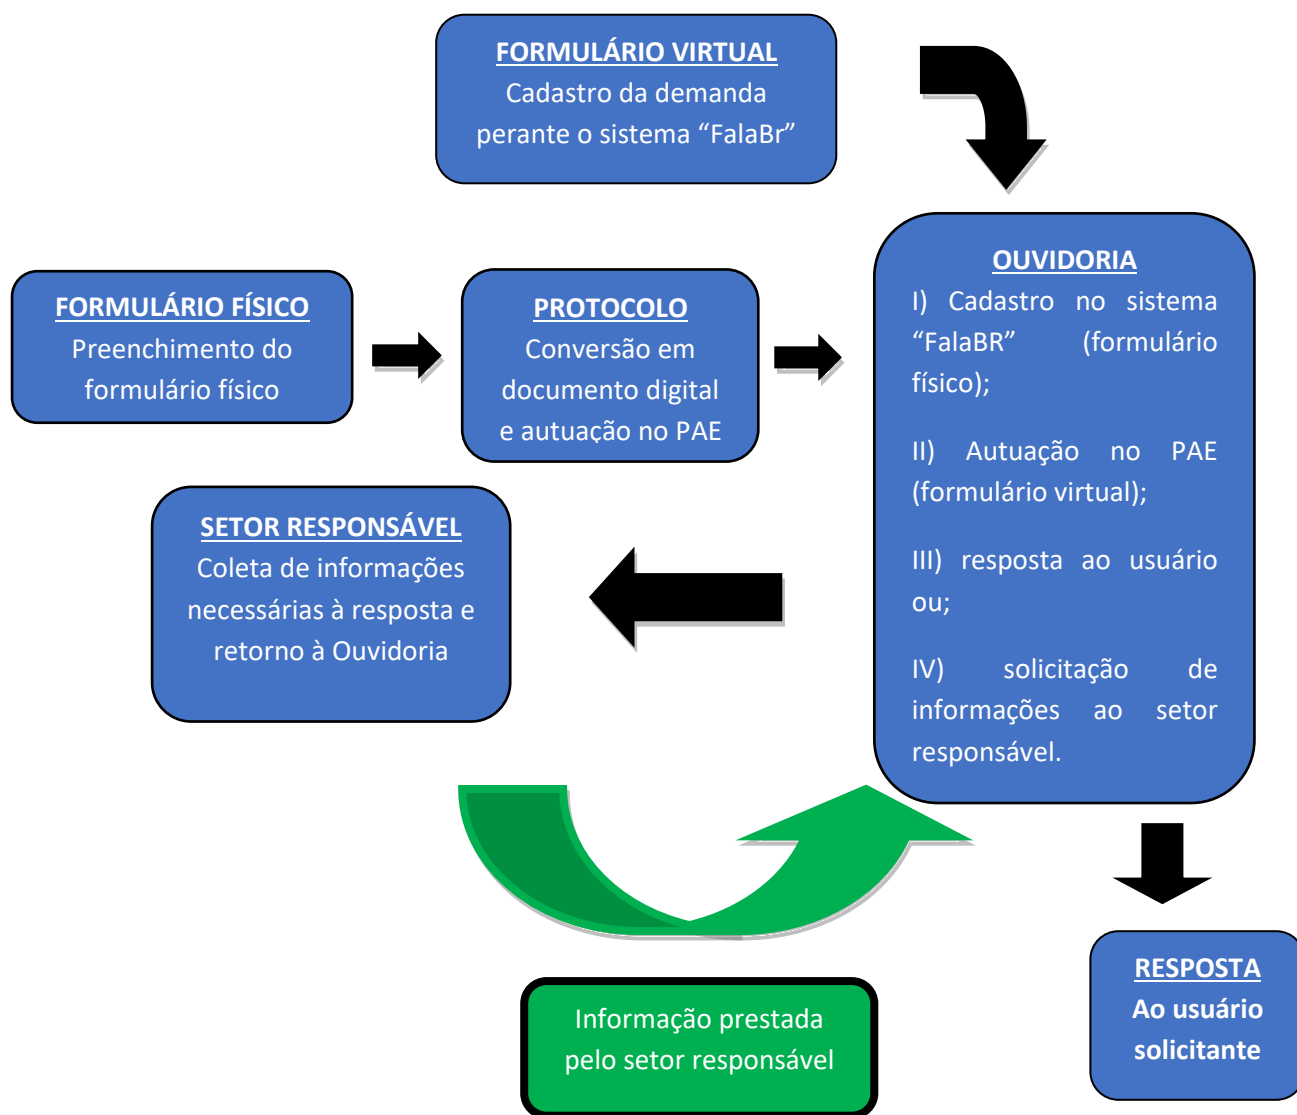 FORMULÁRIO VIRTUAL
Cadastro da demanda
perante o sistema “FalaBr”
FORMULÁRIO FÍSICO
Preenchimento do
formulário físico
PROTOCOLO
Conversão em
documento digital
e autuação no PAE
OUVIDORIA
I) Cadastro no sistema
“FalaBR” (formulário
físico);
II) Autuação no PAE
(formulário virtual);
III) resposta ao usuário
ou;
IV) solicitação de
informações ao setor
responsável.
SETOR RESPONSÁVEL
Coleta de informações
necessárias à resposta e
retorno à Ouvidoria
Informação prestada
pelo setor responsável
RESPOSTA
Ao usuário
solicitante